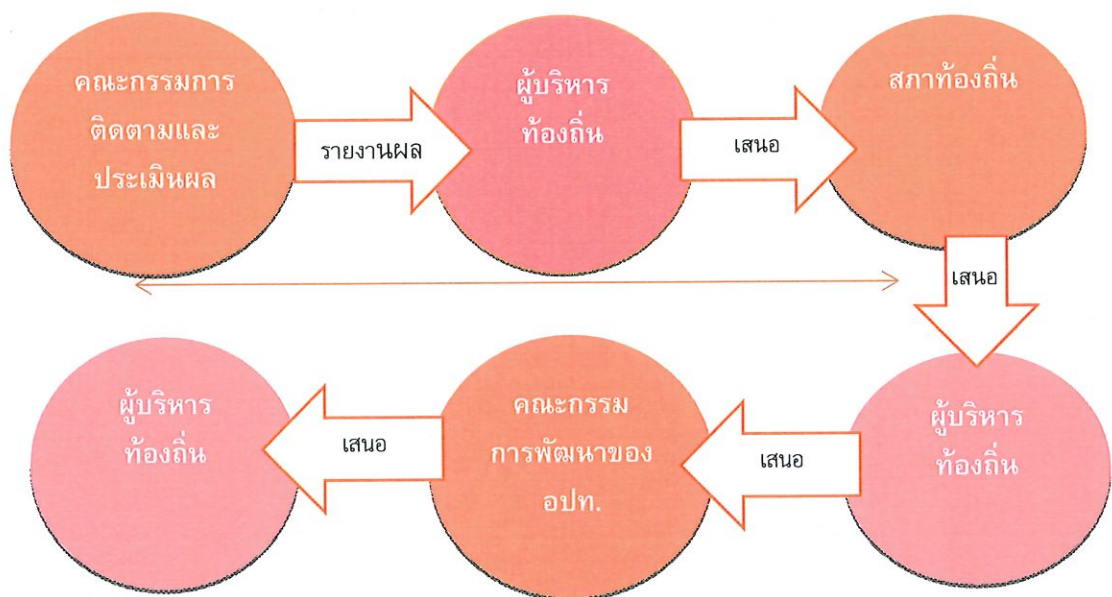 คณะกรรมการ
ติดตามและ
ประเมินผล
รายงานผล
ผู้บริหาร
ท้องถิ่น
เสนอ
สภาท้องถิ่น
เสนอ
ผู้บริหาร
ท้องถิ่น
เสนอ
คณะกรรม
การพัฒนาของ
อปท.
เสนอ
ผู้บริหาร
ท้องถิ่น